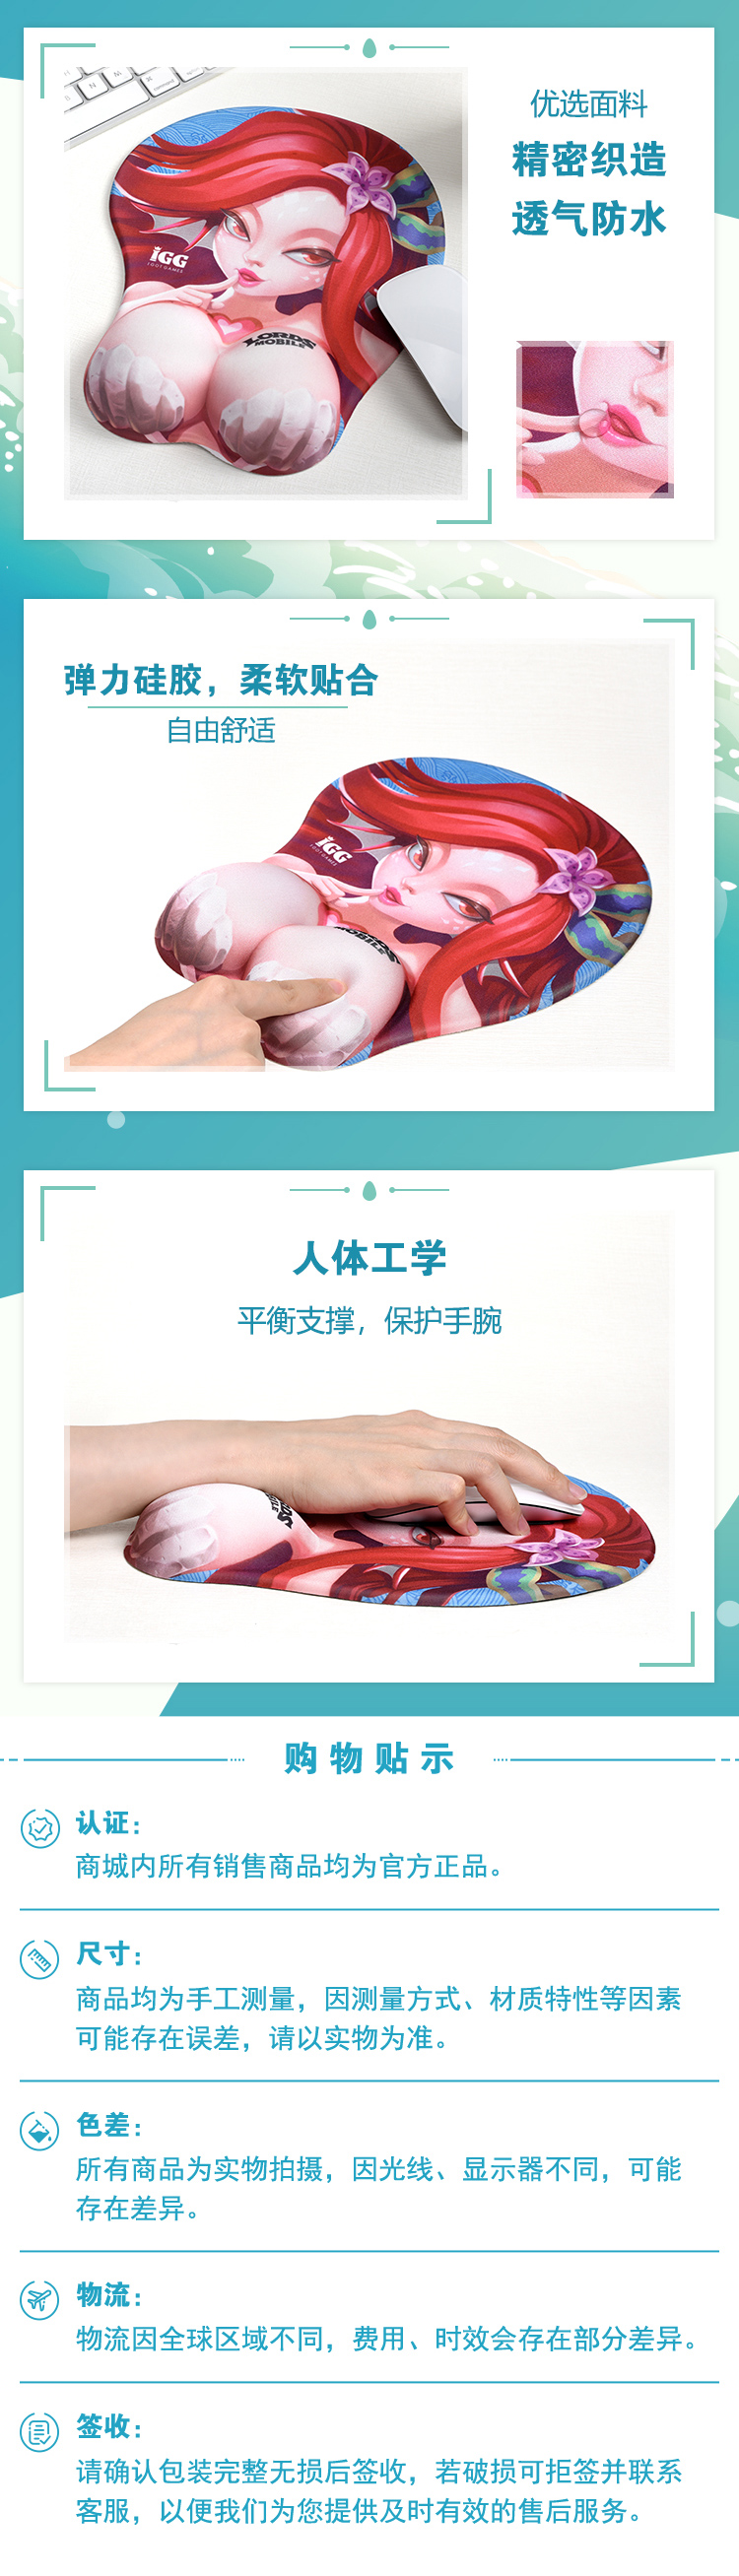 优选面料
精密织造
透气防水
IGG
I GOT GAMES
LORDS
MOBILE
弹力硅胶，柔软贴合
自由舒适
IGG
I GOT GAMES
MOBILE
人体工学
平衡支撑，保护手腕
购物贴示
认证：
商城内所有销售商品均为官方正品。
尺寸：
商品均为手工测量，因测量方式、材质特性等因素
可能存在误差，请以实物为准。
色差：
所有商品为实物拍摄，因光线、显示器不同，可能
存在差异。
物流：
物流因全球区域不同，费用、时效会存在部分差异。
签收：
请确认包装完整无损后签收，若破损可拒签并联系
客服，以便我们为您提供及时有效的售后服务。